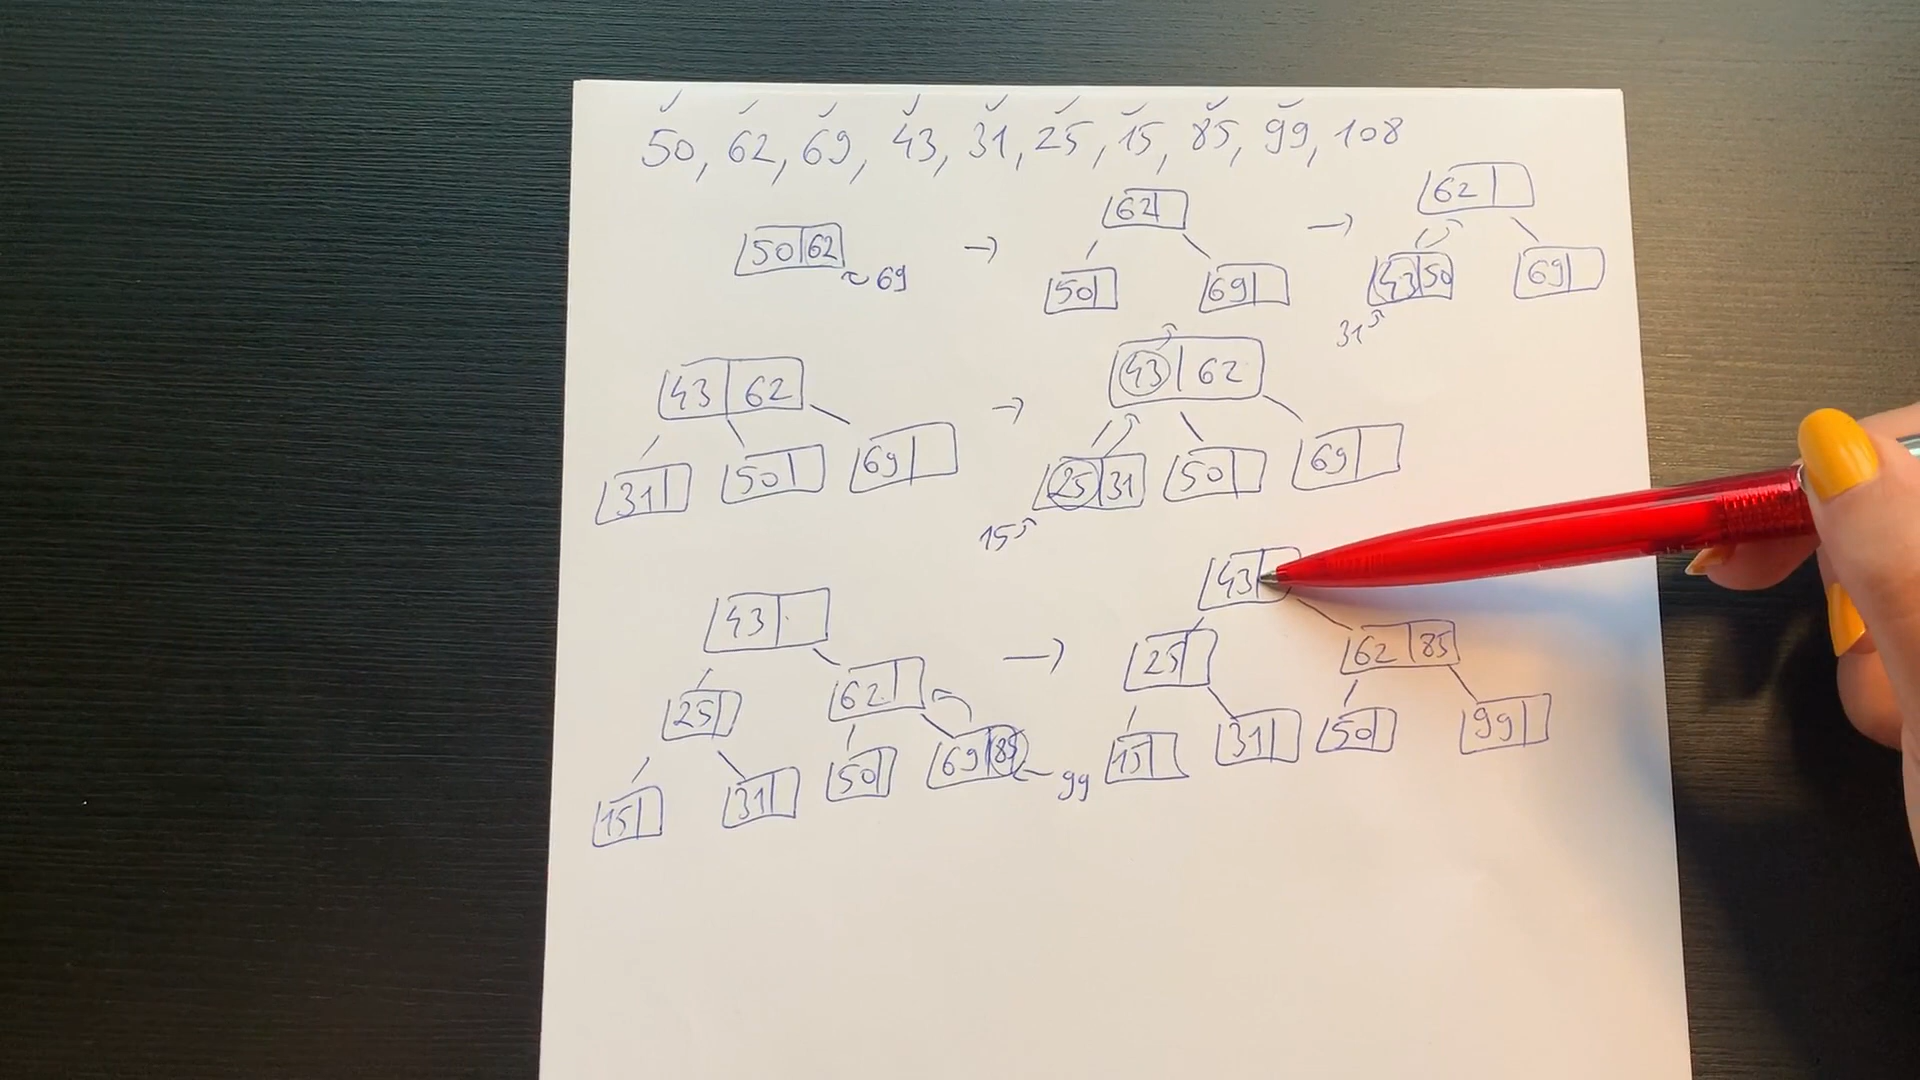 50, 62, 69, 43, 31, 25, 15, 85, 99, 108
50 62 ~ 69 → 62 → 62
50 69 43 50 69
31
43 62 → 43 62
31 50 69 25 31 50 69
15
43 → 43
25 62 25 62 85
15 31 50 69 85 99 15 31 50 99